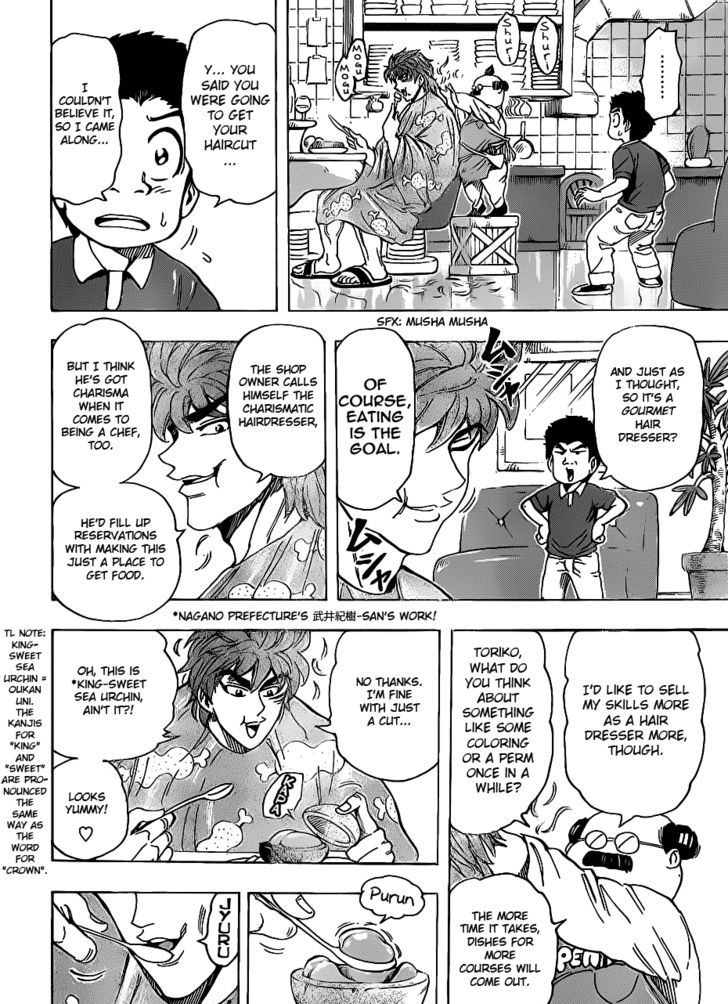 .........
Shuri
Shuri
Mogu
Mogu
Y... YOU
SAID YOU
WERE GOING
TO GET
YOUR
HAIRCUT
...
I
COULDN'T
BELIEVE IT,
SO I CAME
ALONG...
SFX: MUSHA MUSHA
AND JUST AS
I THOUGHT,
SO IT'S A
GOURMET
HAIR
DRESSER?
ムシャ
OF
COURSE,
EATING
IS THE
GOAL.
ムシャ
THE SHOP
OWNER CALLS
HIMSELF THE
CHARISMATIC
HAIRDRESSER,
BUT I THINK
HE'S GOT
CHARISMA
WHEN IT
COMES TO
BEING A CHEF,
TOO.
HE'D FILL UP
RESERVATIONS
WITH MAKING THIS
JUST A PLACE TO
GET FOOD.
*NAGANO PREFECTURE'S 武井紀樹-SAN'S WORK!
I'D LIKE TO SELL
MY SKILLS MORE
AS A HAIR
DRESSER MORE,
THOUGH.
TORIKO,
WHAT DO
YOU THINK
ABOUT
SOMETHING
LIKE SOME
COLORING
OR A PERM
ONCE IN A
WHILE?
THE MORE
TIME IT TAKES,
DISHES FOR
MORE
COURSES WILL
COME OUT.
NO THANKS.
I'M FINE
WITH JUST
A CUT...
OH, THIS IS
*KING-SWEET
SEA URCHIN,
AIN'T IT?!
KAPA
LOOKS
YUMMY!
♡
TL NOTE:
KING-
SWEET
SEA
URCHIN =
OUKAN
UNI.
THE
KANJIS
FOR
"KING"
AND
"SWEET"
ARE PRO-
NOUNCED
THE
SAME
WAY AS
THE
WORD
FOR
"CROWN".
Purun
JYURU